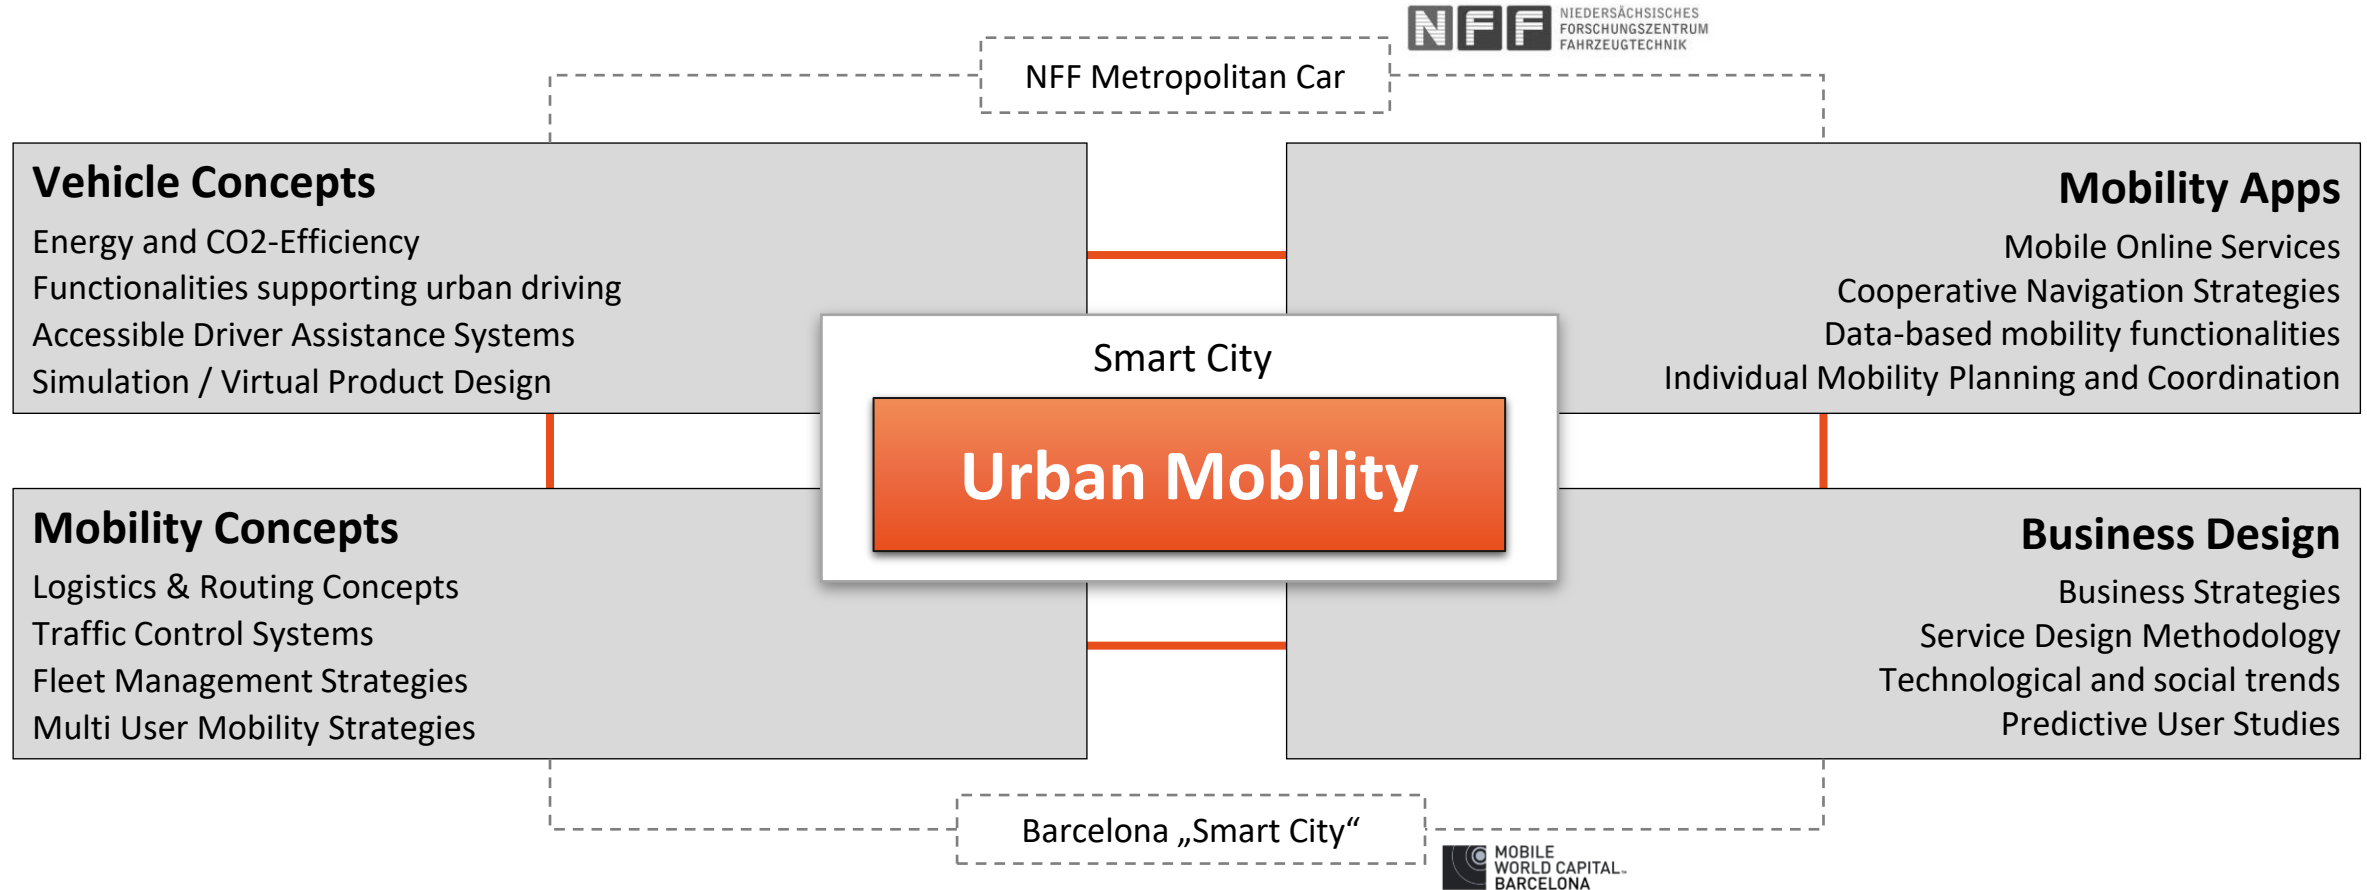 NFF
NIEDERSÄCHSISCHES
FORSCHUNGSZENTRUM
FAHRZEUGTECHNIK
NFF Metropolitan Car
Vehicle Concepts
Energy and CO2-Efficiency
Functionalities supporting urban driving
Accessible Driver Assistance Systems
Simulation / Virtual Product Design
Mobility Apps
Mobile Online Services
Cooperative Navigation Strategies
Data-based mobility functionalities
Individual Mobility Planning and Coordination
Smart City
Urban Mobility
Mobility Concepts
Logistics & Routing Concepts
Traffic Control Systems
Fleet Management Strategies
Multi User Mobility Strategies
Business Design
Business Strategies
Service Design Methodology
Technological and social trends
Predictive User Studies
Barcelona „Smart City“
MOBILE
WORLD CAPITAL™
BARCELONA